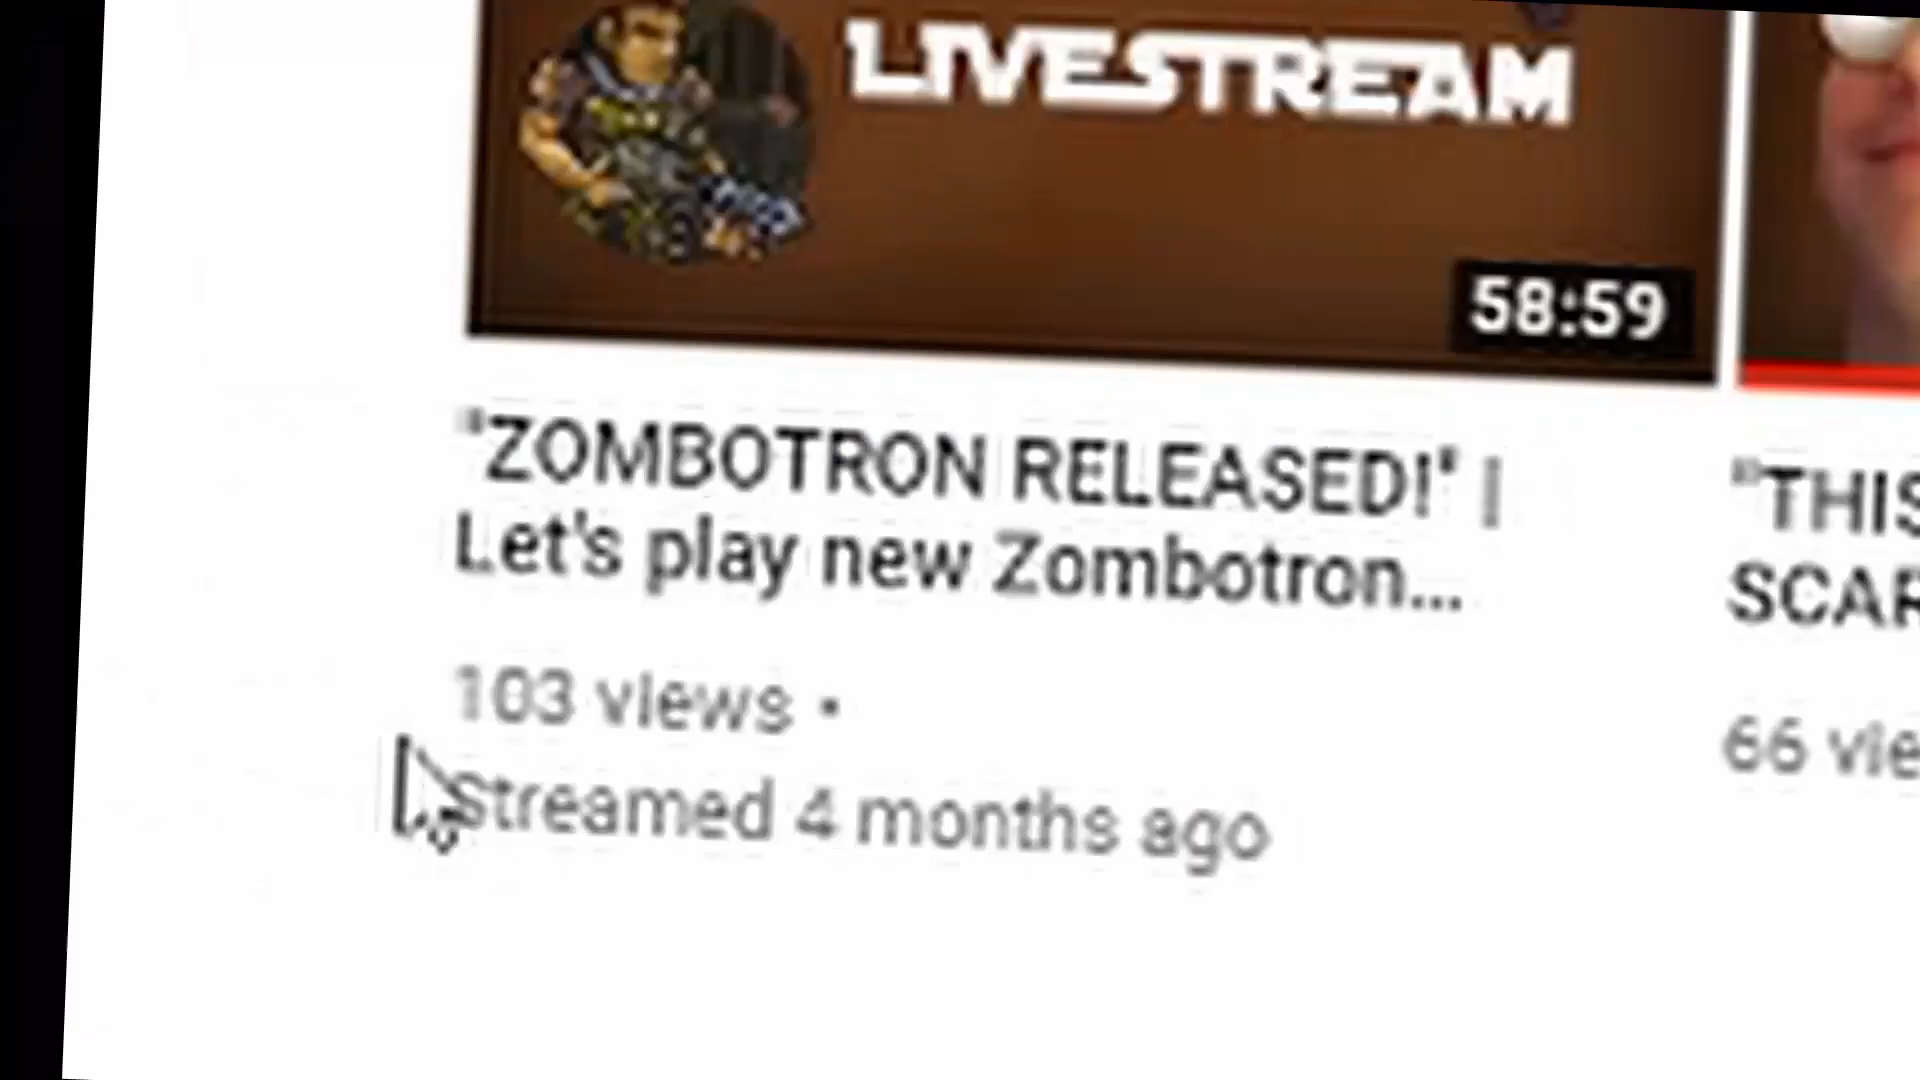 LIVESTREAM
58:59
"ZOMBOTRON RELEASED!" |
Let's play new Zombotron...
103 views •
Streamed 4 months ago
"THIS
SCAR
66 vie